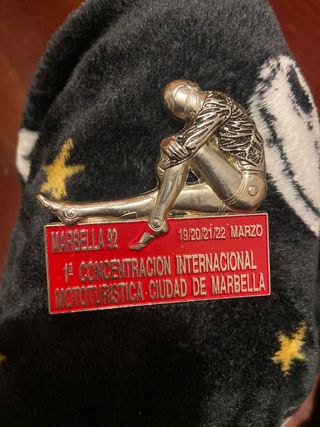 MARBELLA 92 19/20/21/22 MARZO
1ª CONCENTRACION INTERNACIONAL
MOTOTURISTICA CIUDAD DE MARBELLA